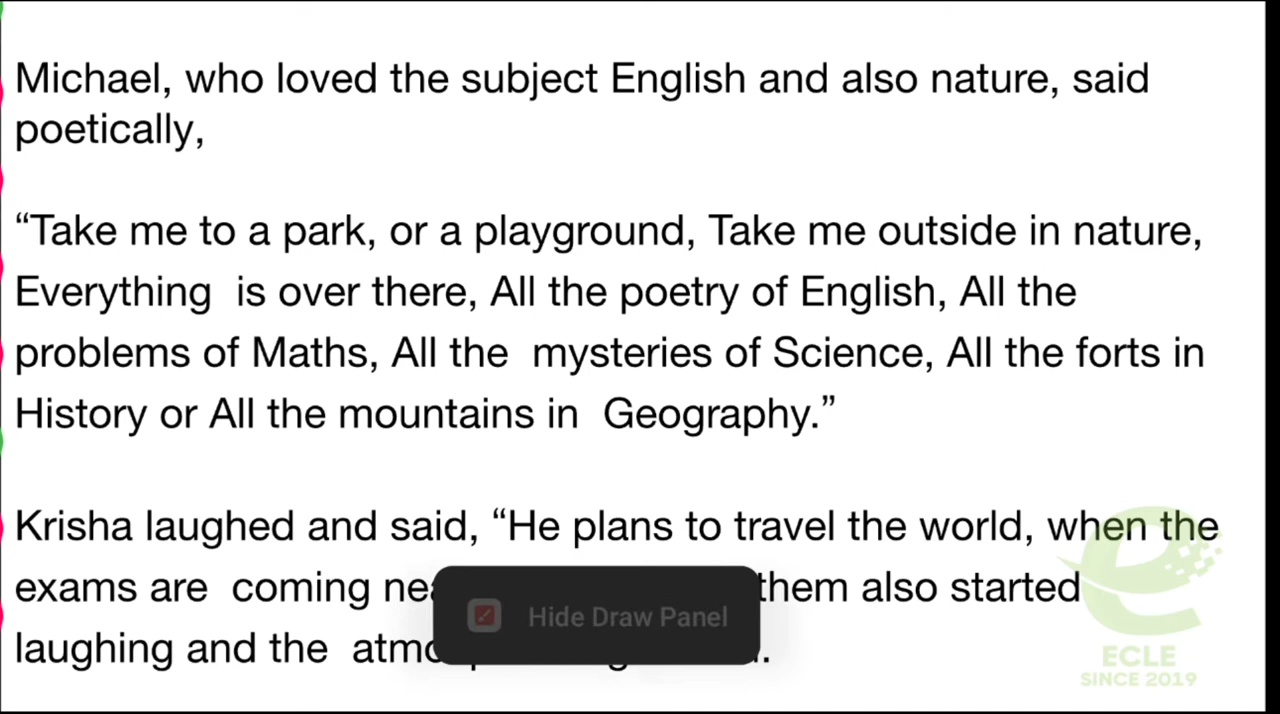 Michael, who loved the subject English and also nature, said
poetically,
“Take me to a park, or a playground, Take me outside in nature,
Everything is over there, All the poetry of English, All the
problems of Maths, All the mysteries of Science, All the forts in
History or All the mountains in Geography.”
Krisha laughed and said, “He plans to travel the world, when the
exams are coming them also started
laughing and the
Hide Draw Panel
ECLE
SINCE 2019